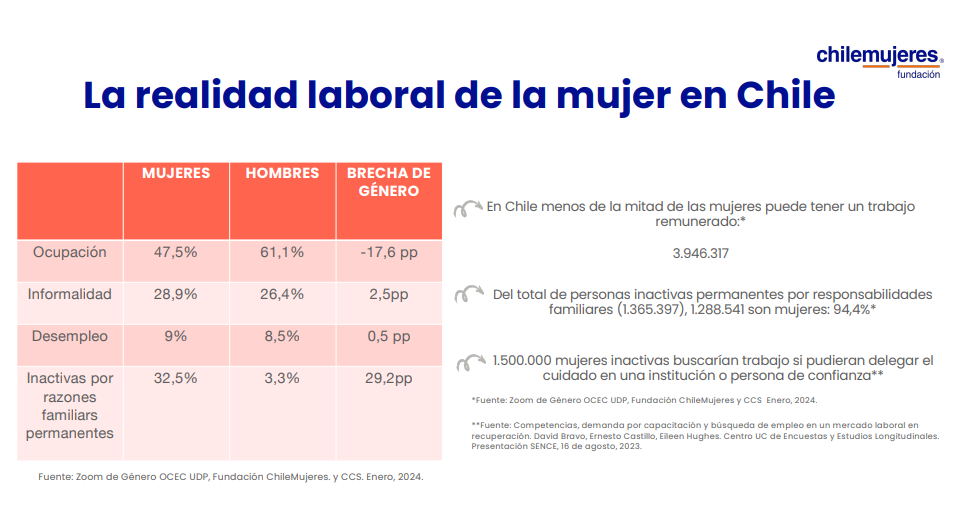 chilemujeres®
fundación
La realidad laboral de la mujer en Chile
MUJERES HOMBRES BRECHA DE
GÉNERO
Ocupación 47,5% 61,1% -17,6 pp
Informalidad 28,9% 26,4% 2,5pp
Desempleo 9% 8,5% 0,5 pp
Inactivas por 32,5% 3,3% 29,2pp
razones
familiars
permanentes
Fuente: Zoom de Género OCEC UDP, Fundación ChileMujeres. y CCS. Enero, 2024.
En Chile menos de la mitad de las mujeres puede tener un trabajo
remunerado:*
3.946.317
Del total de personas inactivas permanentes por responsabilidades
familiares (1.365.397), 1.288.541 son mujeres: 94,4%*
1.500.000 mujeres inactivas buscarían trabajo si pudieran delegar el
cuidado en una institución o persona de confianza**
*Fuente: Zoom de Género OCEC UDP, Fundación ChileMujeres y CCS Enero, 2024.
**Fuente: Competencias, demanda por capacitación y búsqueda de empleo en un mercado laboral en
recuperación. David Bravo, Ernesto Castillo, Eileen Hughes. Centro UC de Encuestas y Estudios Longitudinales.
Presentación SENCE, 16 de agosto, 2023.